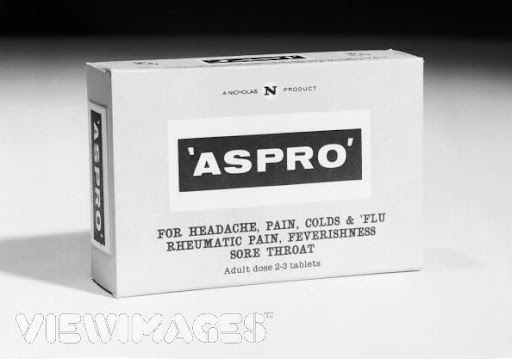 A NICHOLAS N PRODUCT
'ASPRO'
FOR HEADACHE, PAIN, COLDS & 'FLU
RHEUMATIC PAIN, FEVERISHNESS
SORE THROAT
Adult dose 2-3 tablets
'ASPRO'
VIEWIMAGES